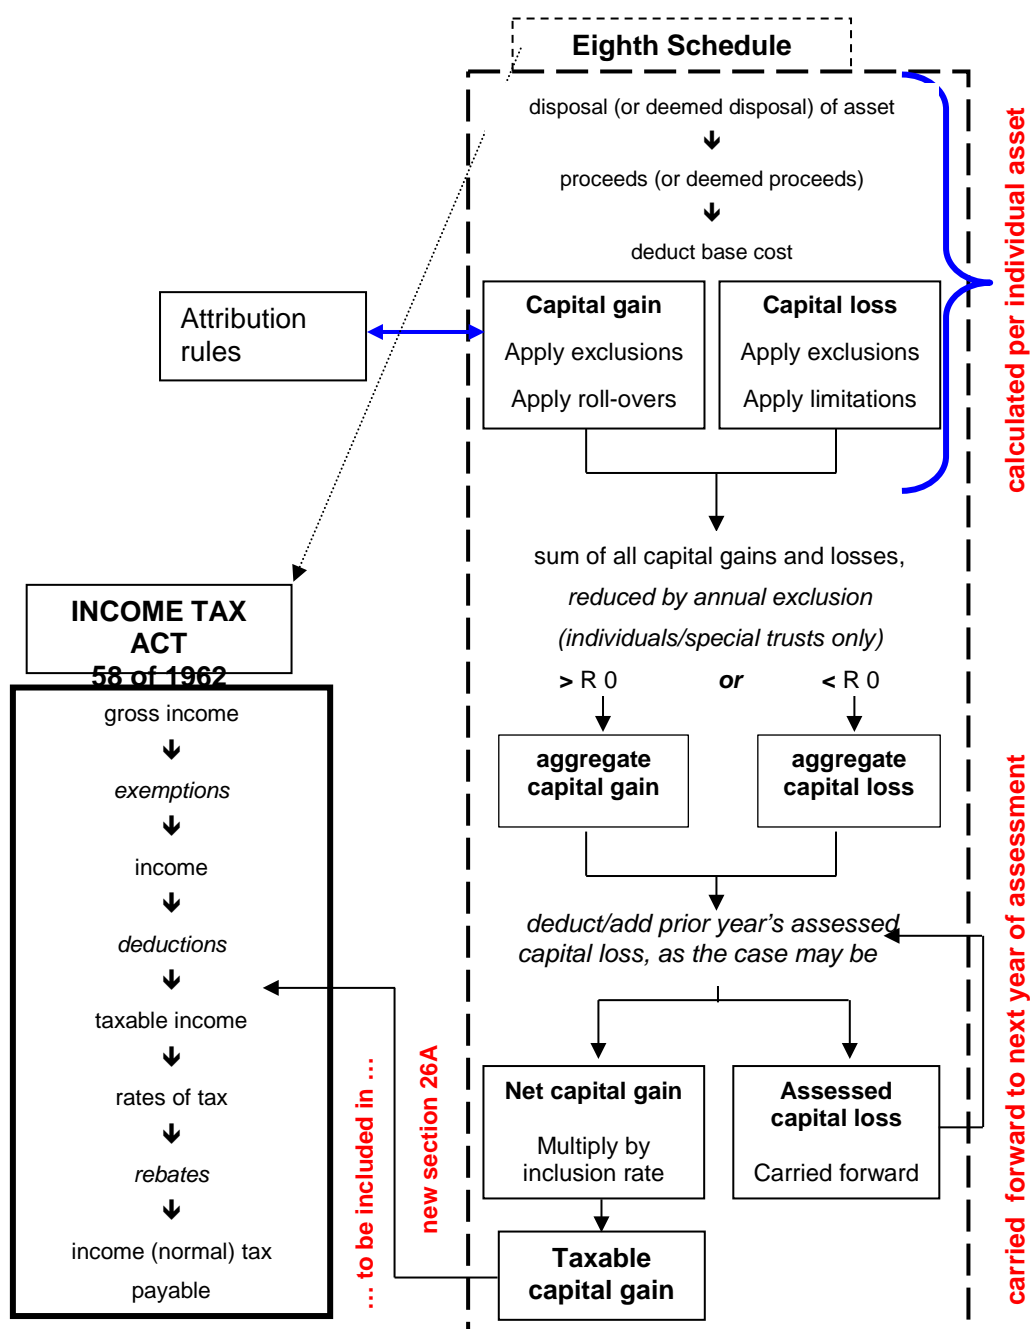 Eighth Schedule
disposal (or deemed disposal) of asset
proceeds (or deemed proceeds)
deduct base cost
calculated per individual asset
Attribution
rules
Capital gain
Apply exclusions
Apply roll-overs
Capital loss
Apply exclusions
Apply limitations
sum of all capital gains and losses,
reduced by annual exclusion
(individuals/special trusts only)
> R 0 or < R 0
aggregate
capital gain
aggregate
capital loss
deduct/add prior year's assessed
capital loss, as the case may be
Net capital gain
Multiply by
inclusion rate
Assessed
capital loss
Carried forward
carried forward to next year of assessment
Taxable
capital gain
new section 26A
… to be included in …
INCOME TAX
ACT
58 of 1962
gross income
exemptions
income
deductions
taxable income
rates of tax
rebates
income (normal) tax
payable